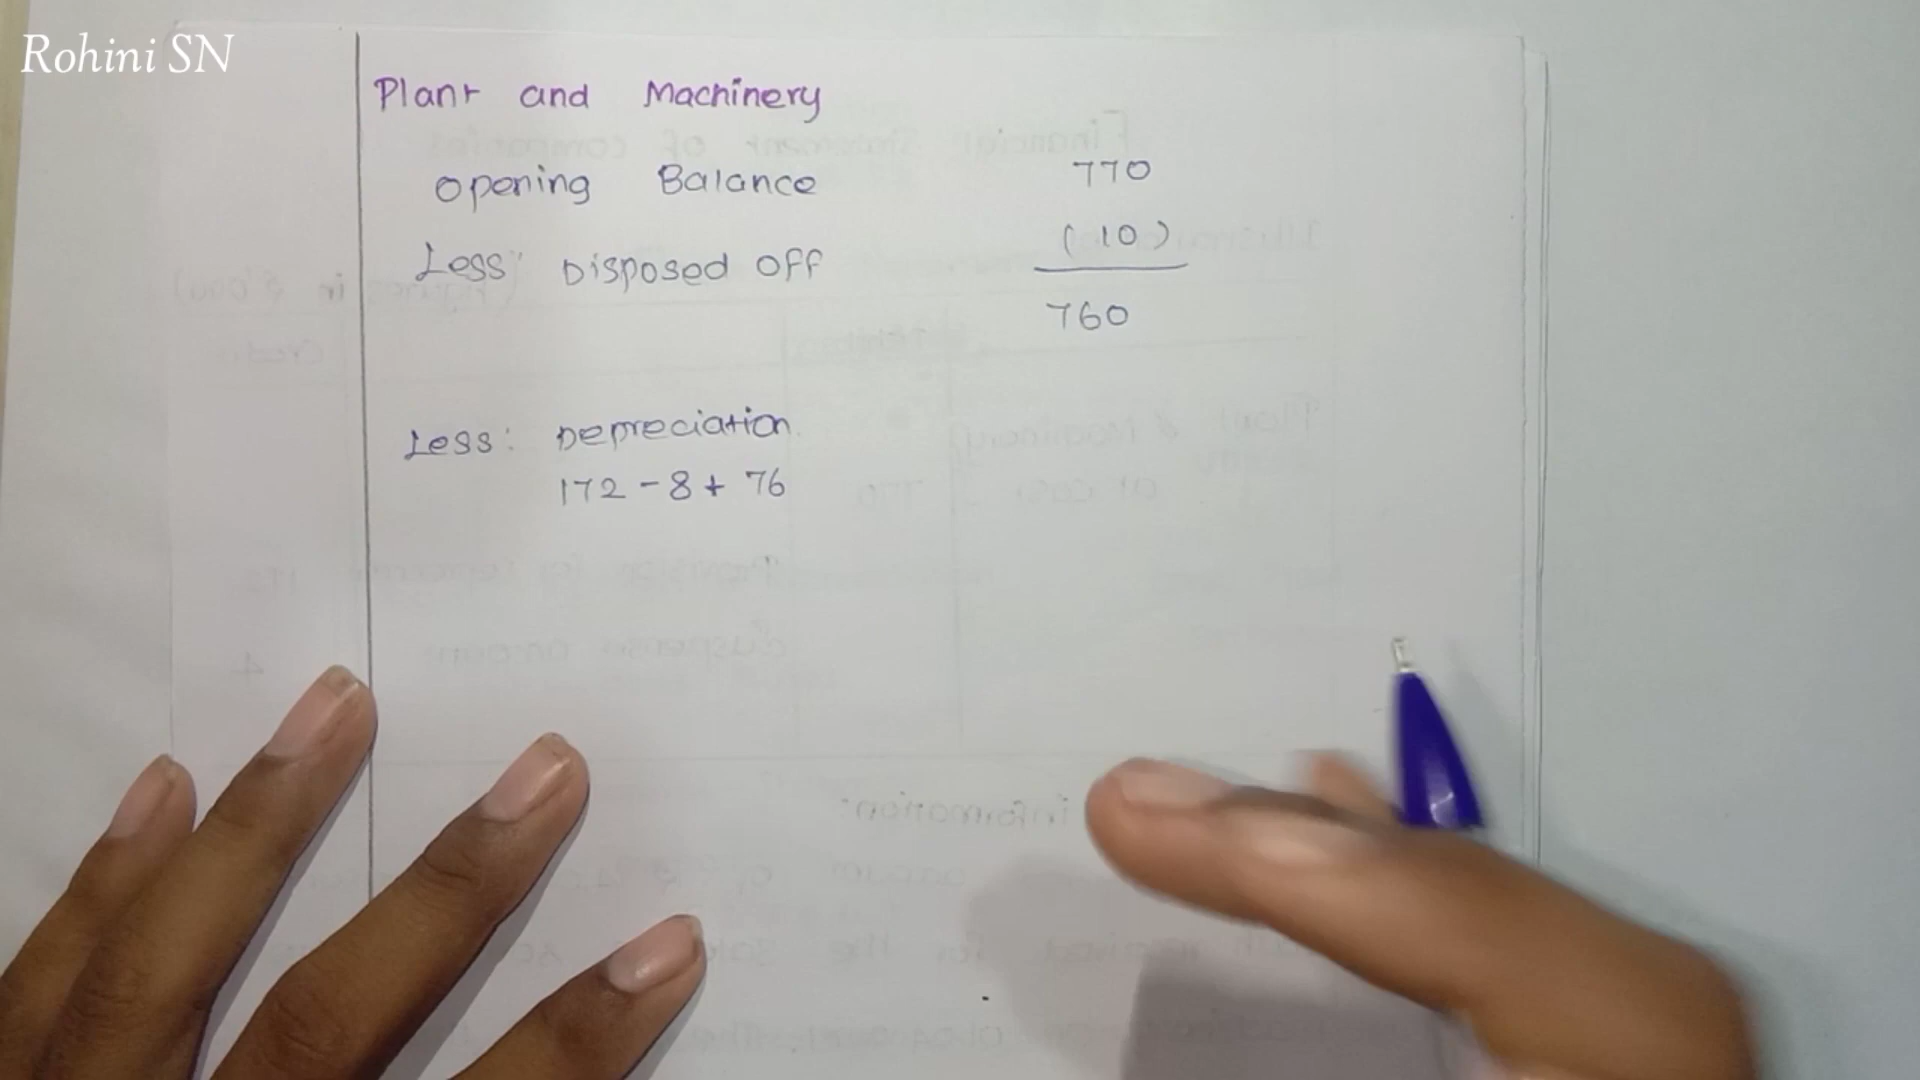 Rohini SN
Plant and Machinery
Opening Balance 770
Less: Disposed off (10)
760
Less: Depreciation
172 - 8 + 76